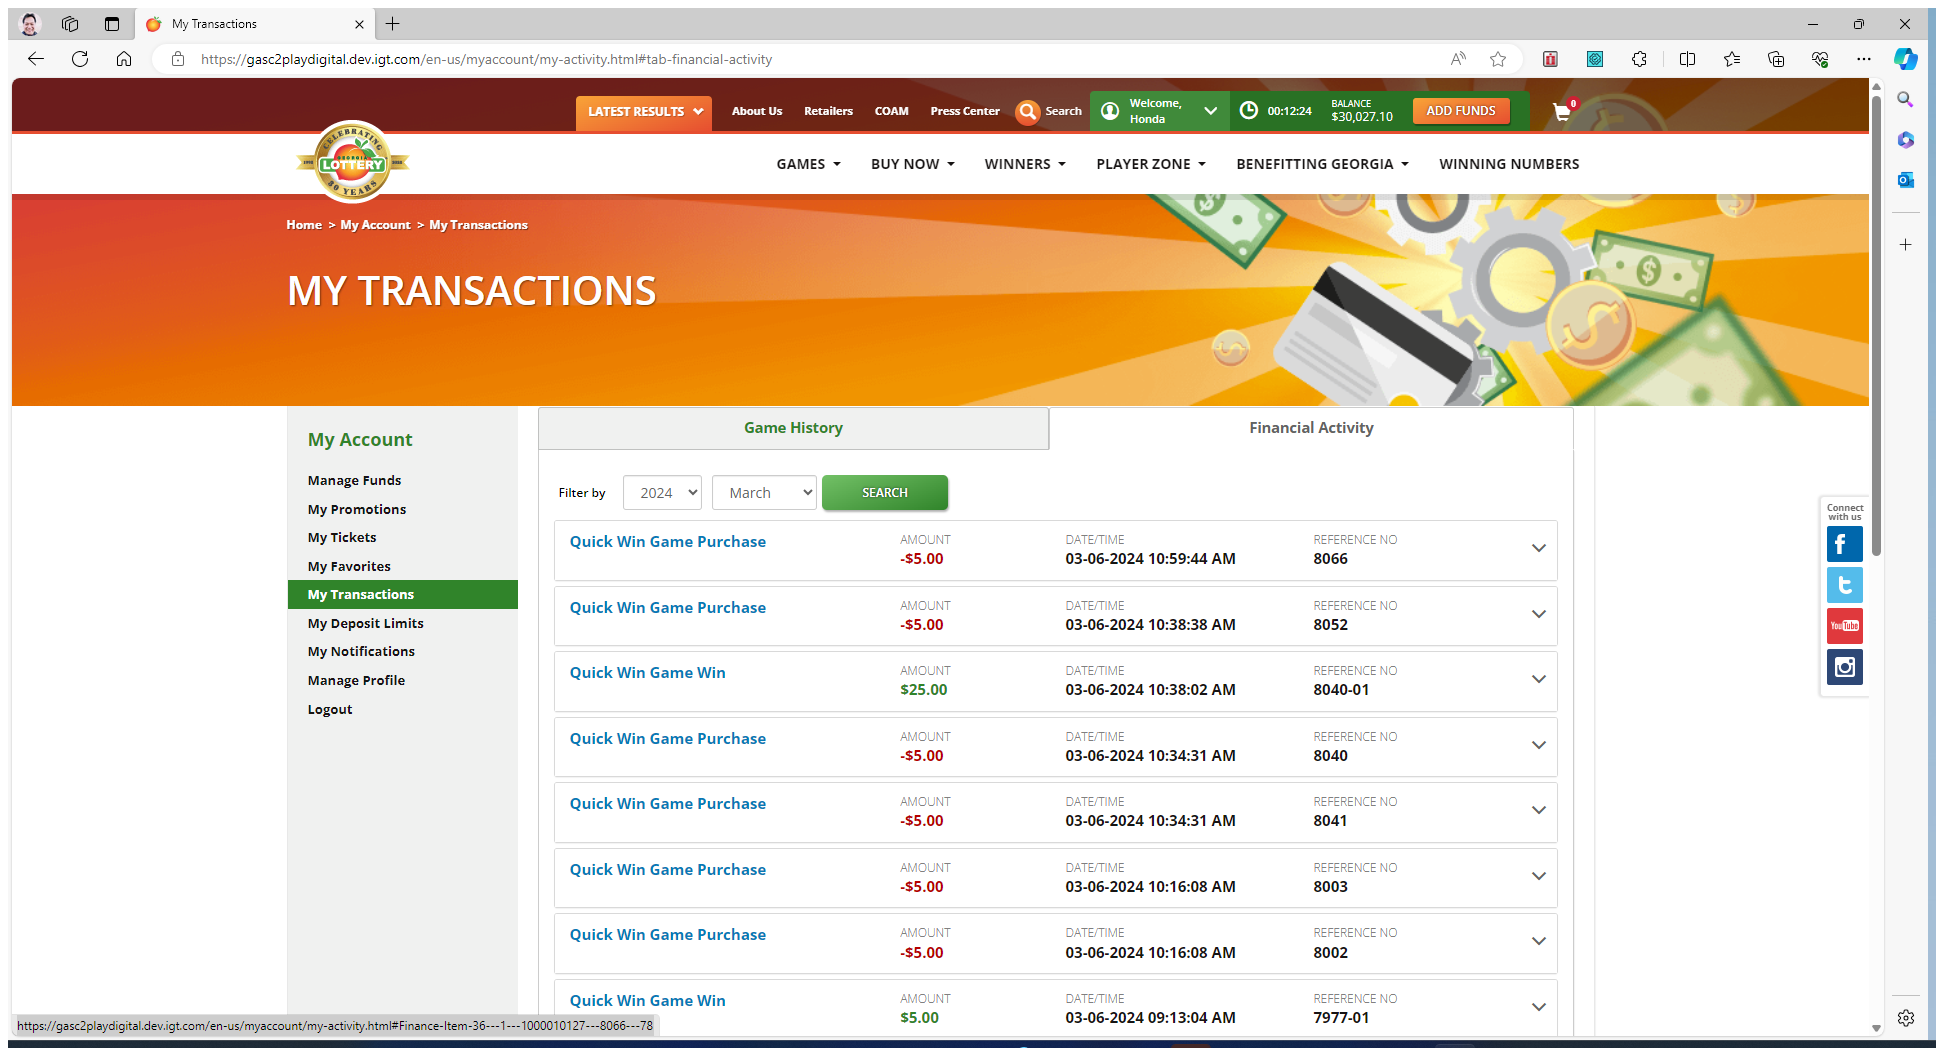 My Transactions
https://gasc2playdigital.dev.igt.com/en-us/myaccount/my-activity.html#tab-financial-activity
LATEST RESULTS
About Us
Retailers
COAM
Press Center
Search
Welcome,
Honda
00:12:24
BALANCE
$30,027.10
ADD FUNDS
0
CELEBRATING
GEORGIA
LOTTERY
30 YEARS
GAMES
BUY NOW
WINNERS
PLAYER ZONE
BENEFITTING GEORGIA
WINNING NUMBERS
Home > My Account > My Transactions
MY TRANSACTIONS
My Account
Manage Funds
My Promotions
My Tickets
My Favorites
My Transactions
My Deposit Limits
My Notifications
Manage Profile
Logout
Game History
Financial Activity
Filter by
2024
March
SEARCH
Quick Win Game Purchase
AMOUNT
-$5.00
DATE/TIME
03-06-2024 10:59:44 AM
REFERENCE NO
8066
Quick Win Game Purchase
AMOUNT
-$5.00
DATE/TIME
03-06-2024 10:38:38 AM
REFERENCE NO
8052
Quick Win Game Win
AMOUNT
$25.00
DATE/TIME
03-06-2024 10:38:02 AM
REFERENCE NO
8040-01
Quick Win Game Purchase
AMOUNT
-$5.00
DATE/TIME
03-06-2024 10:34:31 AM
REFERENCE NO
8040
Quick Win Game Purchase
AMOUNT
-$5.00
DATE/TIME
03-06-2024 10:34:31 AM
REFERENCE NO
8041
Quick Win Game Purchase
AMOUNT
-$5.00
DATE/TIME
03-06-2024 10:16:08 AM
REFERENCE NO
8003
Quick Win Game Purchase
AMOUNT
-$5.00
DATE/TIME
03-06-2024 10:16:08 AM
REFERENCE NO
8002
Quick Win Game Win
AMOUNT
$5.00
DATE/TIME
03-06-2024 09:13:04 AM
REFERENCE NO
7977-01
Connect
with us
YouTube
https://gasc2playdigital.dev.igt.com/en-us/myaccount/my-activity.html#Finance-Item-36---1---1000010127---8066---78